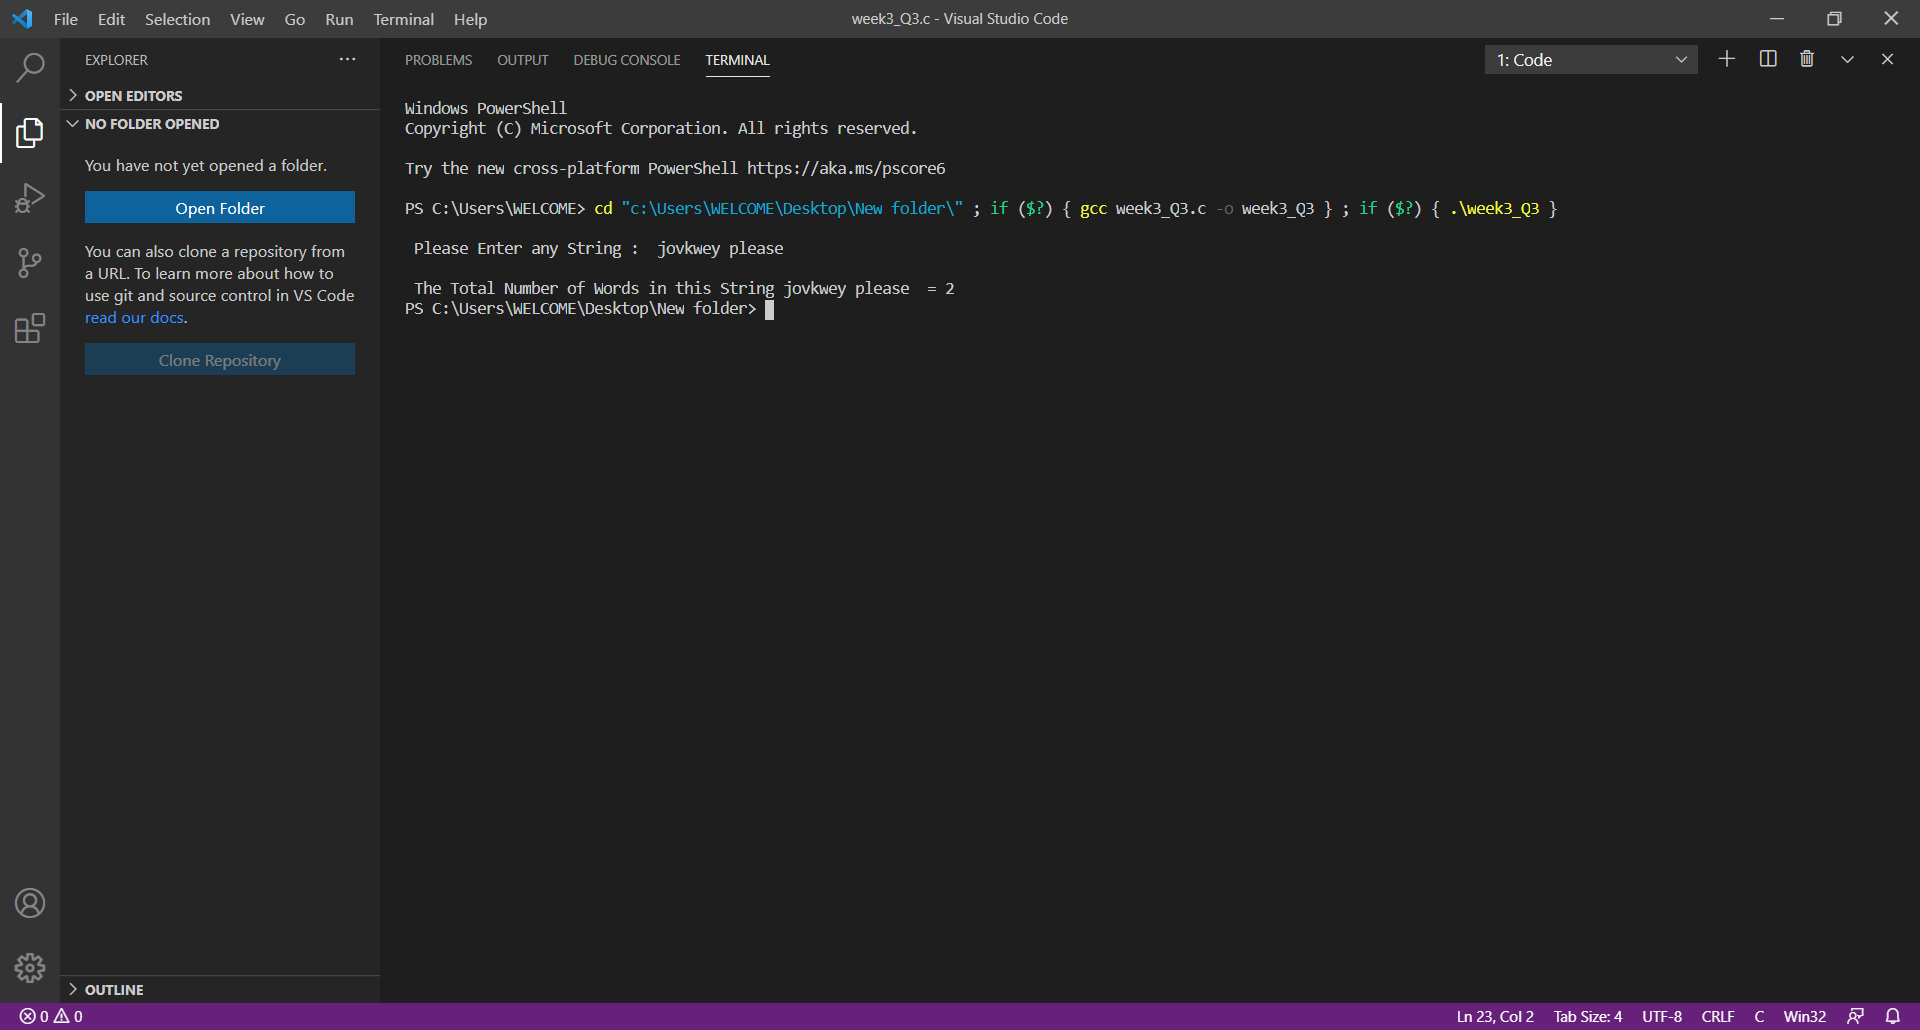 File Edit Selection View Go Run Terminal Help
week3_Q3.c - Visual Studio Code
EXPLORER
OPEN EDITORS
NO FOLDER OPENED
You have not yet opened a folder.
Open Folder
You can also clone a repository from
a URL. To learn more about how to
use git and source control in VS Code
read our docs.
Clone Repository
OUTLINE
PROBLEMS OUTPUT DEBUG CONSOLE TERMINAL
1: Code
Windows PowerShell
Copyright (C) Microsoft Corporation. All rights reserved.
Try the new cross-platform PowerShell https://aka.ms/pscore6
PS C:\Users\WELCOME> cd "c:\Users\WELCOME\Desktop\New folder\" ; if ($?) { gcc week3_Q3.c -o week3_Q3 } ; if ($?) { .\week3_Q3 }
Please Enter any String :  jovkwey please
The Total Number of Words in this String jovkwey please  = 2
PS C:\Users\WELCOME\Desktop\New folder>
0 0
Ln 23, Col 2 Tab Size: 4 UTF-8 CRLF C Win32